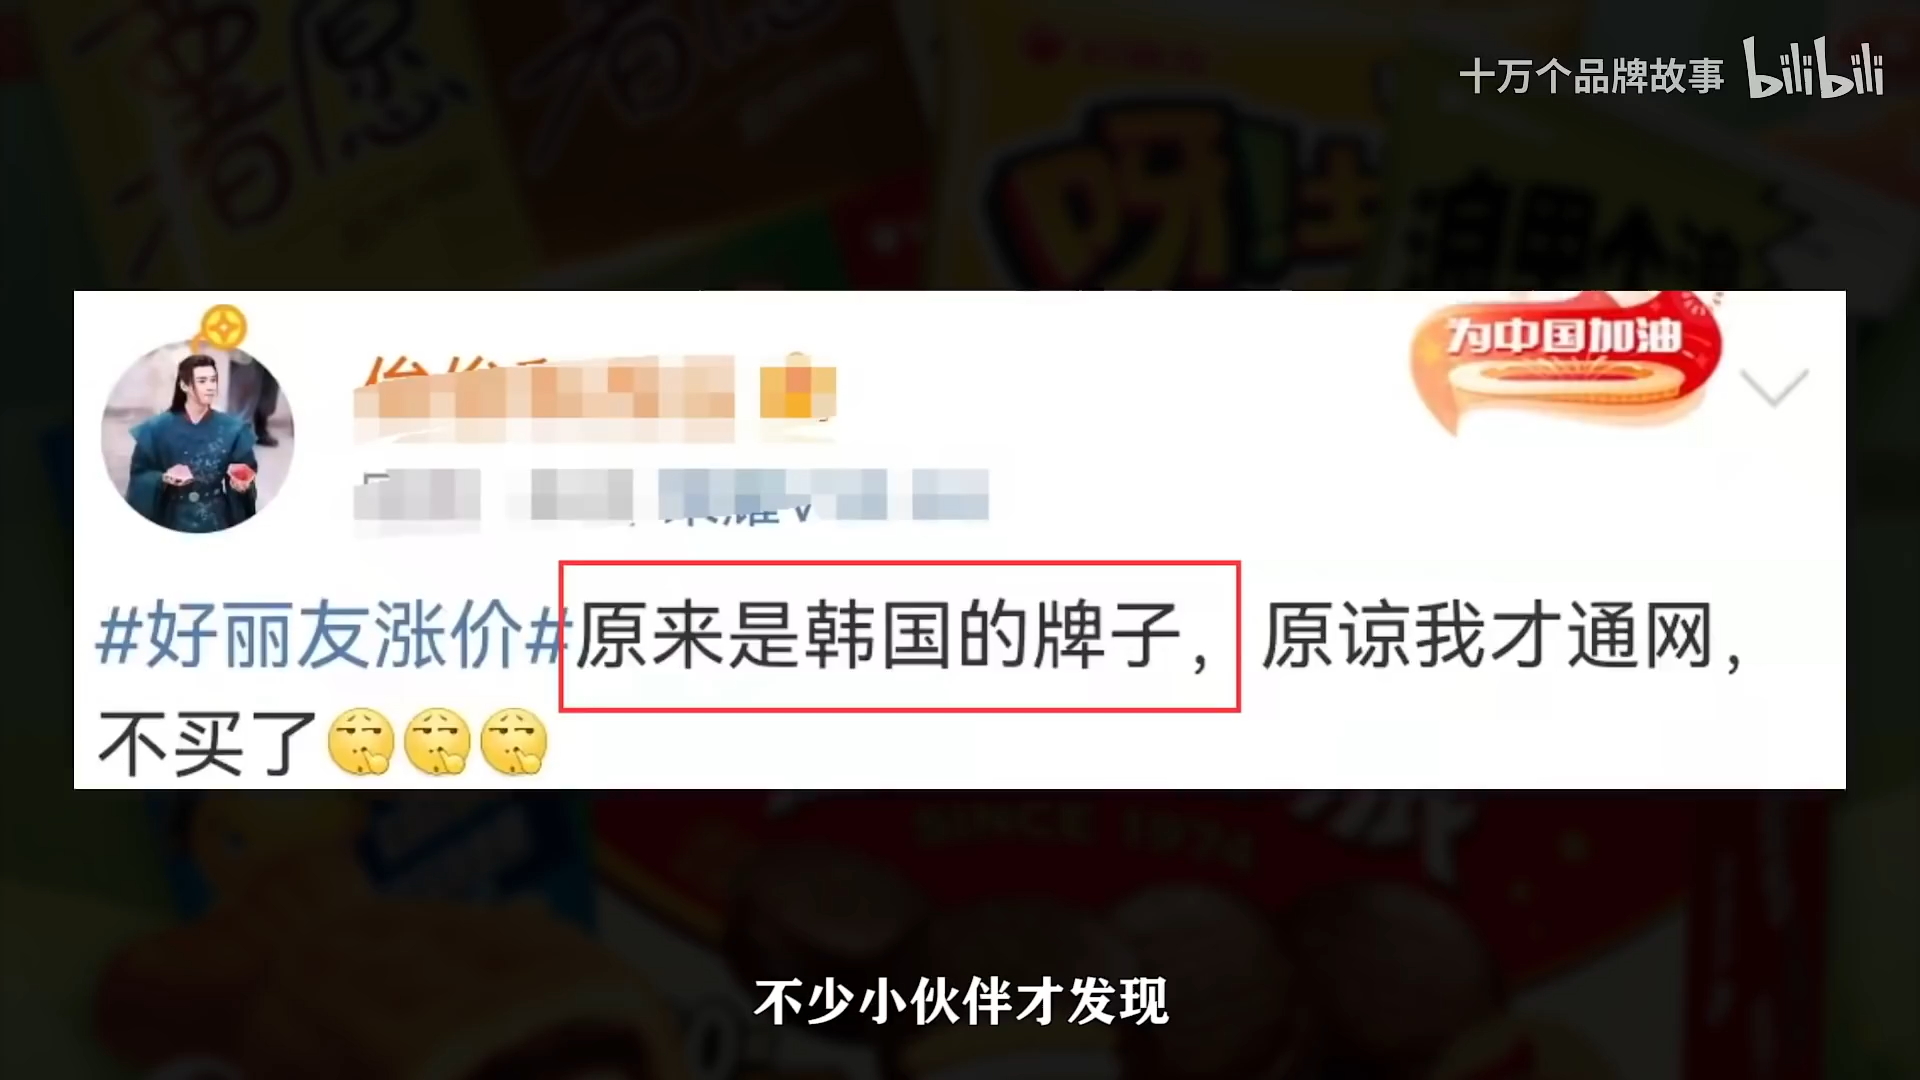 十万个品牌故事 bilibili
为中国加油
#好丽友涨价#原来是韩国的牌子，原谅我才通网，
不买了
SINCE 1974
不少小伙伴才发现